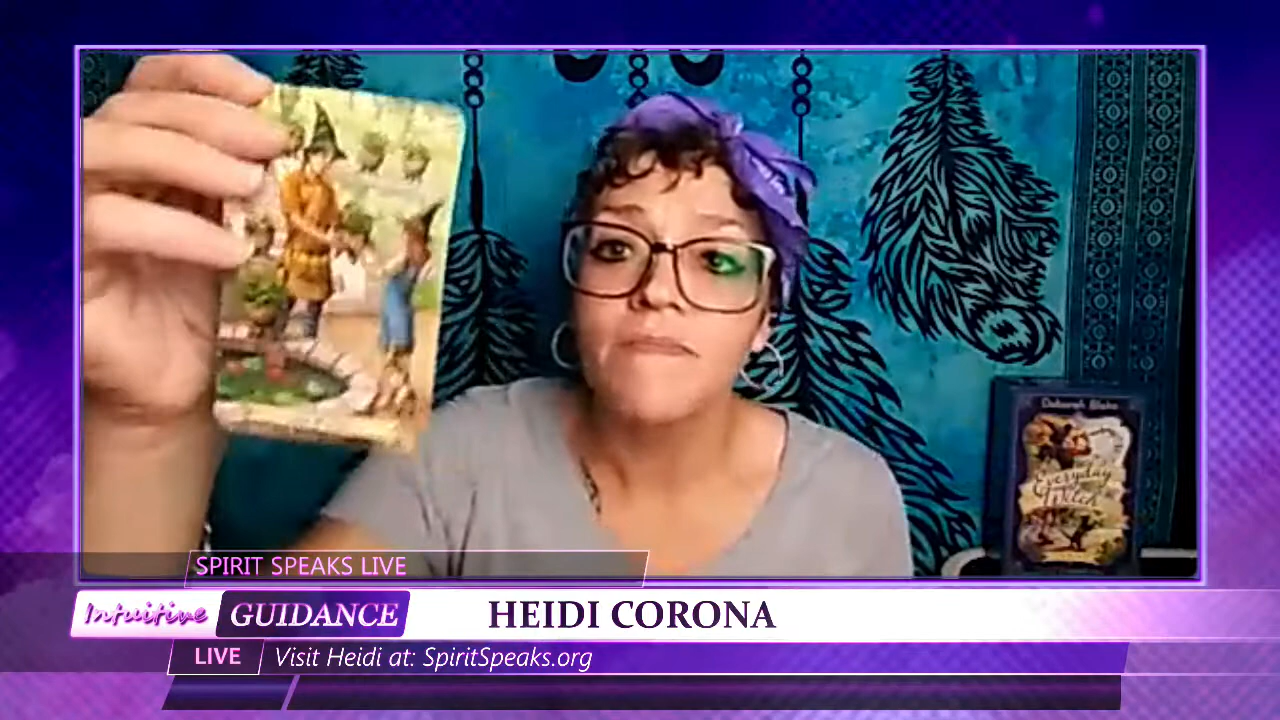 Deborah Blake
Everyday
Witch
SPIRIT SPEAKS LIVE
Intuitive GUIDANCE
HEIDI CORONA
LIVE
Visit Heidi at: SpiritSpeaks.org